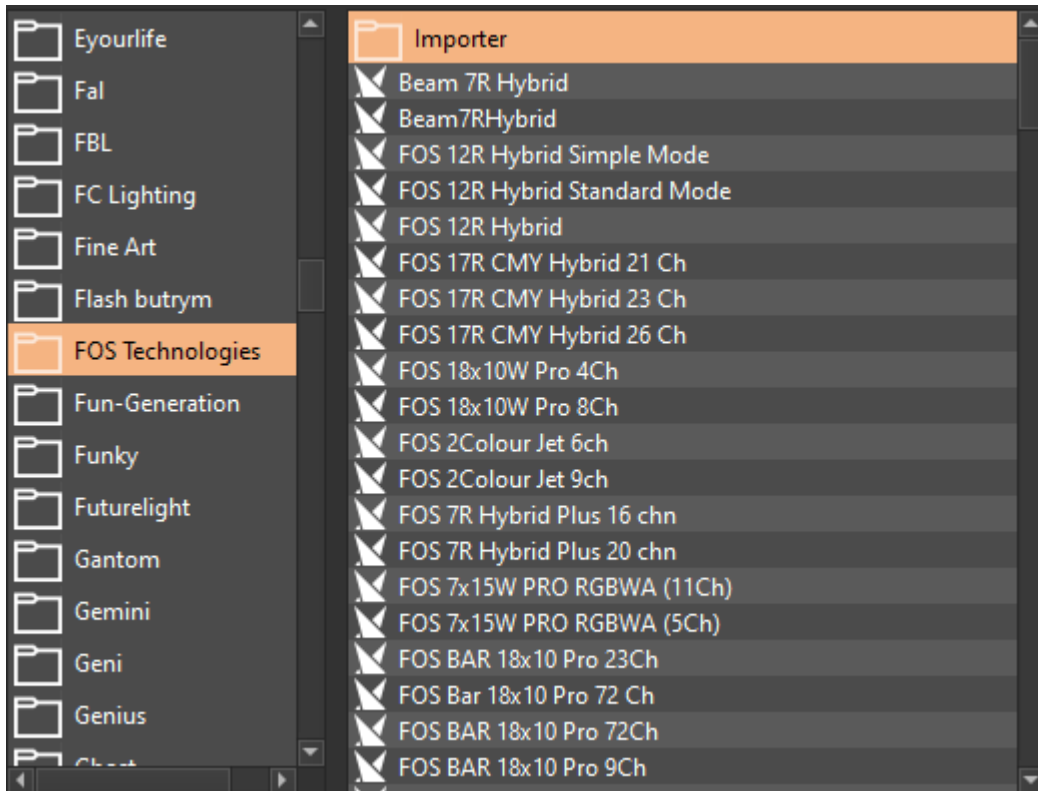 Eyourlife
Fal
FBL
FC Lighting
Fine Art
Flash butrym
FOS Technologies
Fun-Generation
Funky
Futurelight
Gantom
Gemini
Geni
Genius
Importer
Beam 7R Hybrid
Beam7RHybrid
FOS 12R Hybrid Simple Mode
FOS 12R Hybrid Standard Mode
FOS 12R Hybrid
FOS 17R CMY Hybrid 21 Ch
FOS 17R CMY Hybrid 23 Ch
FOS 17R CMY Hybrid 26 Ch
FOS 18x10W Pro 4Ch
FOS 18x10W Pro 8Ch
FOS 2Colour Jet 6ch
FOS 2Colour Jet 9ch
FOS 7R Hybrid Plus 16 chn
FOS 7R Hybrid Plus 20 chn
FOS 7x15W PRO RGBWA (11Ch)
FOS 7x15W PRO RGBWA (5Ch)
FOS BAR 18x10 Pro 23Ch
FOS Bar 18x10 Pro 72 Ch
FOS BAR 18x10 Pro 72Ch
FOS BAR 18x10 Pro 9Ch